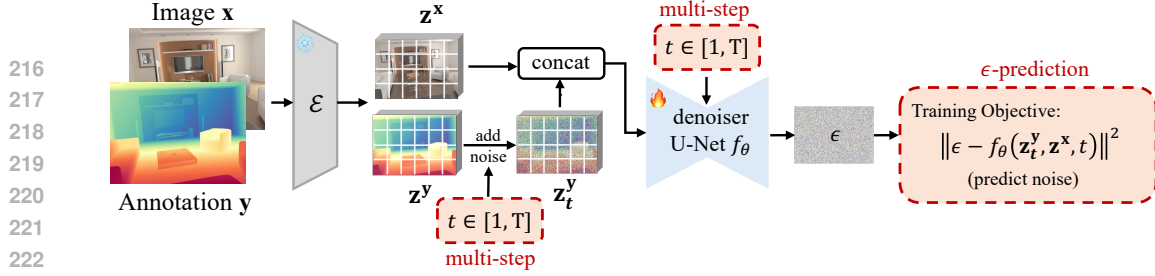 Image x
Annotation y
216
217
218
219
220
221
222
ℰ
z^x
z^y
add
noise
z_t^y
t ∈ [1, T]
multi-step
concat
multi-step
t ∈ [1, T]
denoiser
U-Net f_θ
ϵ
ϵ-prediction
Training Objective:
‖ϵ − f_θ(z_t^y, z^x, t)‖²
(predict noise)